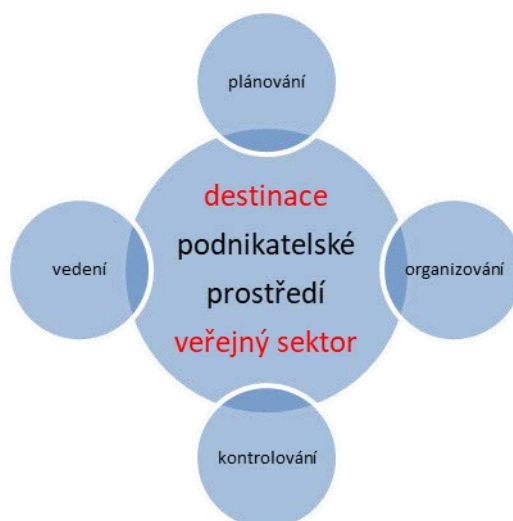 plánování
destinace
podnikatelské
prostředí
veřejný sektor
vedení
organizování
kontrolování